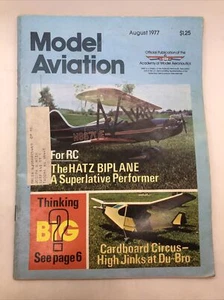 Model
Aviation
August 1977
$1.25
Official Publication of the
Academy of Model Aeronautics
For RC
The HATZ BIPLANE
A Superlative Performer
Thinking
BIG
?
See page 6
Cardboard Circus—
High Jinks at Du-Bro